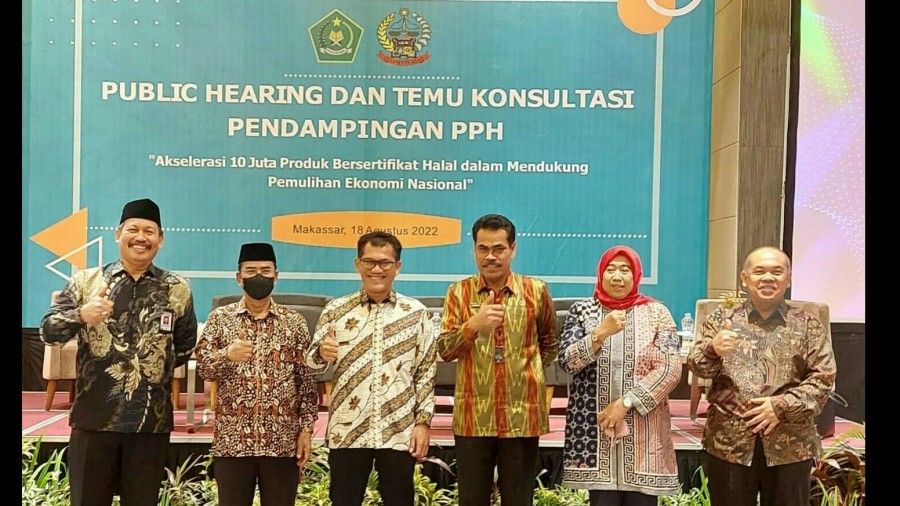 PUBLIC HEARING DAN TEMU KONSULTASI
PENDAMPINGAN PPH
"Akselerasi 10 Juta Produk Bersertifikat Halal dalam Mendukung
Pemulihan Ekonomi Nasional"
Makassar, 18 Agustus 2022